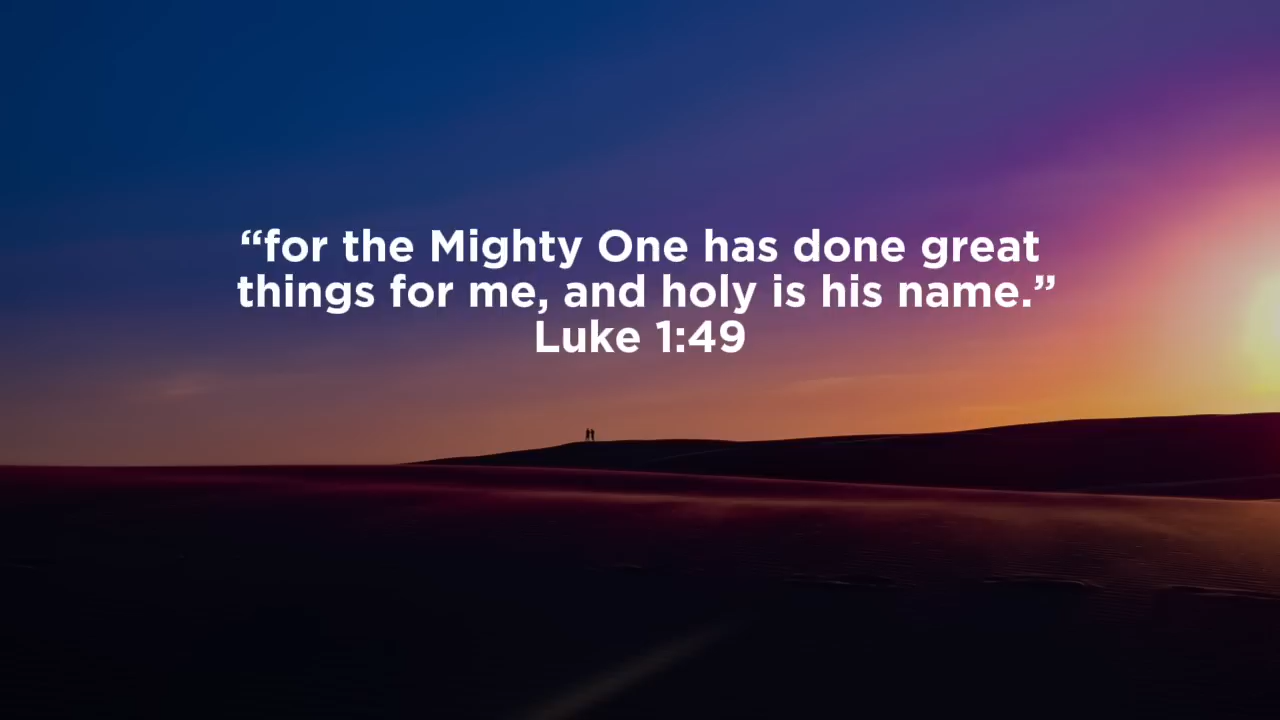 “for the Mighty One has done great
things for me, and holy is his name.”
Luke 1:49